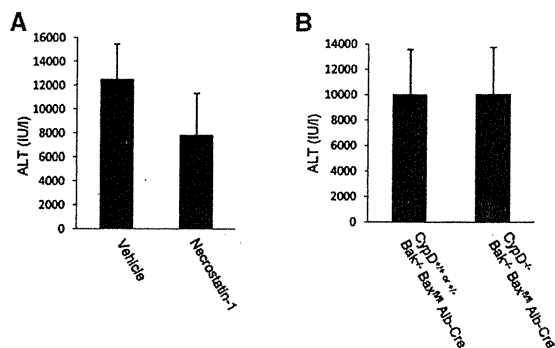 A
ALT (IU/l)
16000
14000
12000
10000
8000
6000
4000
2000
0
Vehicle
Necrostatin-1
B
ALT (IU/l)
14000
12000
10000
8000
6000
4000
2000
0
CypD+/+ or +/-
Bak-/- Baxfl/fl Alb-Cre
CypD-/-
Bak-/- Baxfl/fl Alb-Cre